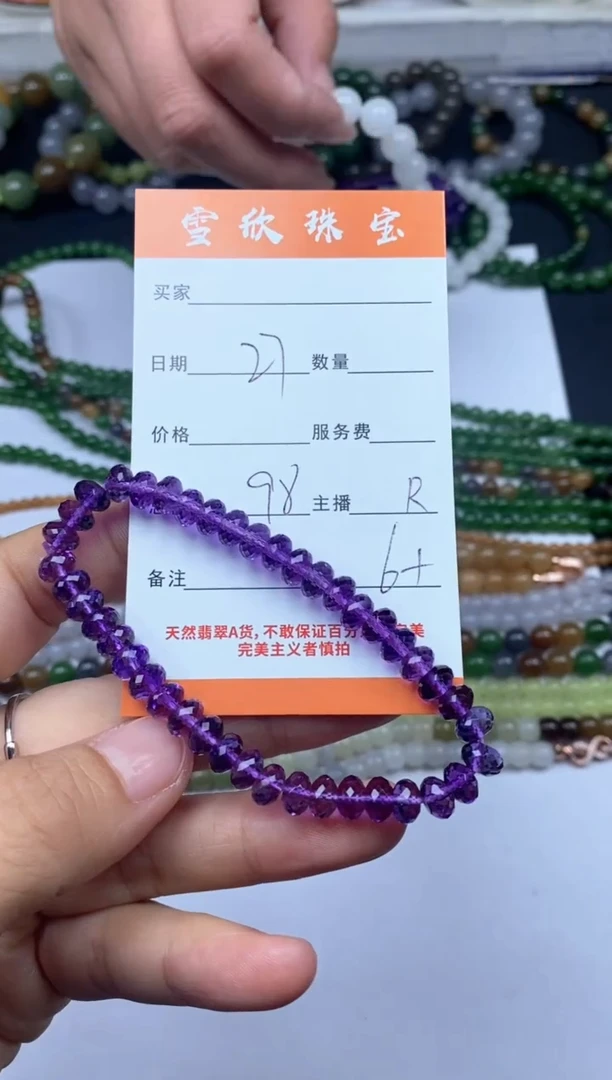 雪欣珠宝
买家
日期 27 数量
价格 服务费
98 主播 R
备注 6+
天然翡翠A货,不敢保证百分 美
完美主义者慎拍